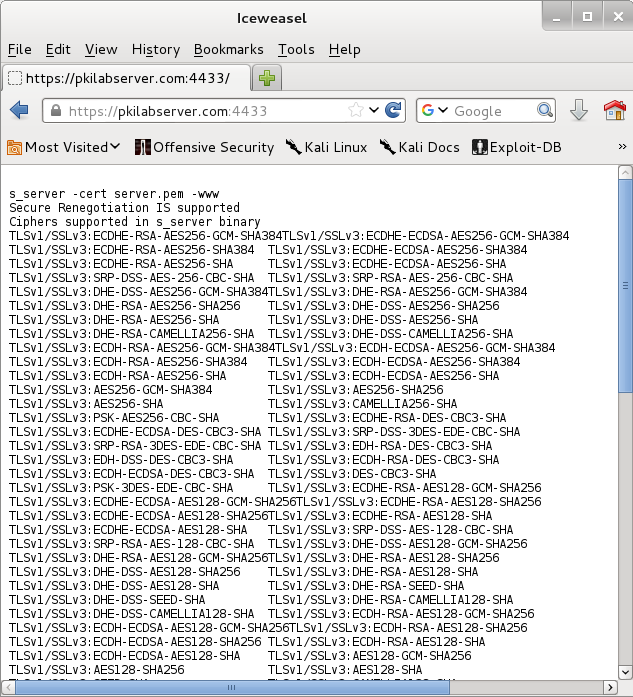 Iceweasel
File Edit View History Bookmarks Tools Help
https://pkilabserver.com:4433/
https://pkilabserver.com:4433
Google
Most Visited Offensive Security Kali Linux Kali Docs Exploit-DB »
s_server -cert server.pem -www
Secure Renegotiation IS supported
Ciphers supported in s_server binary
TLSv1/SSLv3:ECDHE-RSA-AES256-GCM-SHA384TLSv1/SSLv3:ECDHE-ECDSA-AES256-GCM-SHA384
TLSv1/SSLv3:ECDHE-RSA-AES256-SHA384 TLSv1/SSLv3:ECDHE-ECDSA-AES256-SHA384
TLSv1/SSLv3:ECDHE-RSA-AES256-SHA TLSv1/SSLv3:ECDHE-ECDSA-AES256-SHA
TLSv1/SSLv3:SRP-DSS-AES-256-CBC-SHA TLSv1/SSLv3:SRP-RSA-AES-256-CBC-SHA
TLSv1/SSLv3:DHE-DSS-AES256-GCM-SHA384TLSv1/SSLv3:DHE-RSA-AES256-GCM-SHA384
TLSv1/SSLv3:DHE-RSA-AES256-SHA256 TLSv1/SSLv3:DHE-DSS-AES256-SHA256
TLSv1/SSLv3:DHE-RSA-AES256-SHA TLSv1/SSLv3:DHE-DSS-AES256-SHA
TLSv1/SSLv3:DHE-RSA-CAMELLIA256-SHA TLSv1/SSLv3:DHE-DSS-CAMELLIA256-SHA
TLSv1/SSLv3:ECDH-RSA-AES256-GCM-SHA384TLSv1/SSLv3:ECDH-ECDSA-AES256-GCM-SHA384
TLSv1/SSLv3:ECDH-RSA-AES256-SHA384 TLSv1/SSLv3:ECDH-ECDSA-AES256-SHA384
TLSv1/SSLv3:ECDH-RSA-AES256-SHA TLSv1/SSLv3:ECDH-ECDSA-AES256-SHA
TLSv1/SSLv3:AES256-GCM-SHA384 TLSv1/SSLv3:AES256-SHA256
TLSv1/SSLv3:AES256-SHA TLSv1/SSLv3:CAMELLIA256-SHA
TLSv1/SSLv3:PSK-AES256-CBC-SHA TLSv1/SSLv3:ECDHE-RSA-DES-CBC3-SHA
TLSv1/SSLv3:ECDHE-ECDSA-DES-CBC3-SHA TLSv1/SSLv3:SRP-DSS-3DES-EDE-CBC-SHA
TLSv1/SSLv3:SRP-RSA-3DES-EDE-CBC-SHA TLSv1/SSLv3:EDH-RSA-DES-CBC3-SHA
TLSv1/SSLv3:EDH-DSS-DES-CBC3-SHA TLSv1/SSLv3:ECDH-RSA-DES-CBC3-SHA
TLSv1/SSLv3:ECDH-ECDSA-DES-CBC3-SHA TLSv1/SSLv3:DES-CBC3-SHA
TLSv1/SSLv3:PSK-3DES-EDE-CBC-SHA TLSv1/SSLv3:ECDHE-RSA-AES128-GCM-SHA256
TLSv1/SSLv3:ECDHE-ECDSA-AES128-GCM-SHA256TLSv1/SSLv3:ECDHE-RSA-AES128-SHA256
TLSv1/SSLv3:ECDHE-ECDSA-AES128-SHA256TLSv1/SSLv3:ECDHE-RSA-AES128-SHA
TLSv1/SSLv3:ECDHE-ECDSA-AES128-SHA TLSv1/SSLv3:SRP-DSS-AES-128-CBC-SHA
TLSv1/SSLv3:SRP-RSA-AES-128-CBC-SHA TLSv1/SSLv3:DHE-DSS-AES128-GCM-SHA256
TLSv1/SSLv3:DHE-RSA-AES128-GCM-SHA256TLSv1/SSLv3:DHE-RSA-AES128-SHA256
TLSv1/SSLv3:DHE-DSS-AES128-SHA256 TLSv1/SSLv3:DHE-RSA-AES128-SHA
TLSv1/SSLv3:DHE-DSS-AES128-SHA TLSv1/SSLv3:DHE-RSA-SEED-SHA
TLSv1/SSLv3:DHE-DSS-SEED-SHA TLSv1/SSLv3:DHE-RSA-CAMELLIA128-SHA
TLSv1/SSLv3:DHE-DSS-CAMELLIA128-SHA TLSv1/SSLv3:ECDH-RSA-AES128-GCM-SHA256
TLSv1/SSLv3:ECDH-ECDSA-AES128-GCM-SHA256TLSv1/SSLv3:ECDH-RSA-AES128-SHA256
TLSv1/SSLv3:ECDH-ECDSA-AES128-SHA256 TLSv1/SSLv3:ECDH-RSA-AES128-SHA
TLSv1/SSLv3:ECDH-ECDSA-AES128-SHA TLSv1/SSLv3:AES128-GCM-SHA256
TLSv1/SSLv3:AES128-SHA256 TLSv1/SSLv3:AES128-SHA